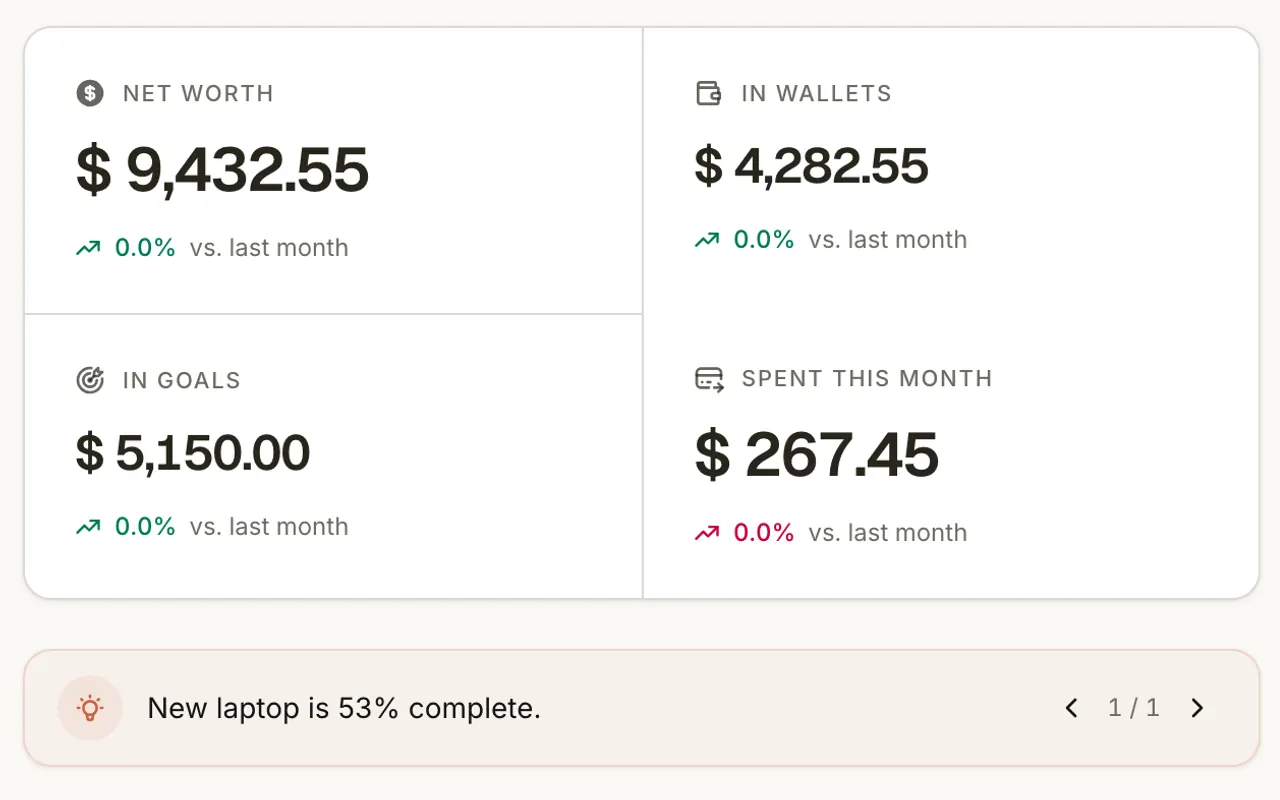 NET WORTH
$ 9,432.55
0.0% vs. last month
IN WALLETS
$ 4,282.55
0.0% vs. last month
IN GOALS
$ 5,150.00
0.0% vs. last month
SPENT THIS MONTH
$ 267.45
0.0% vs. last month
New laptop is 53% complete.
1 / 1